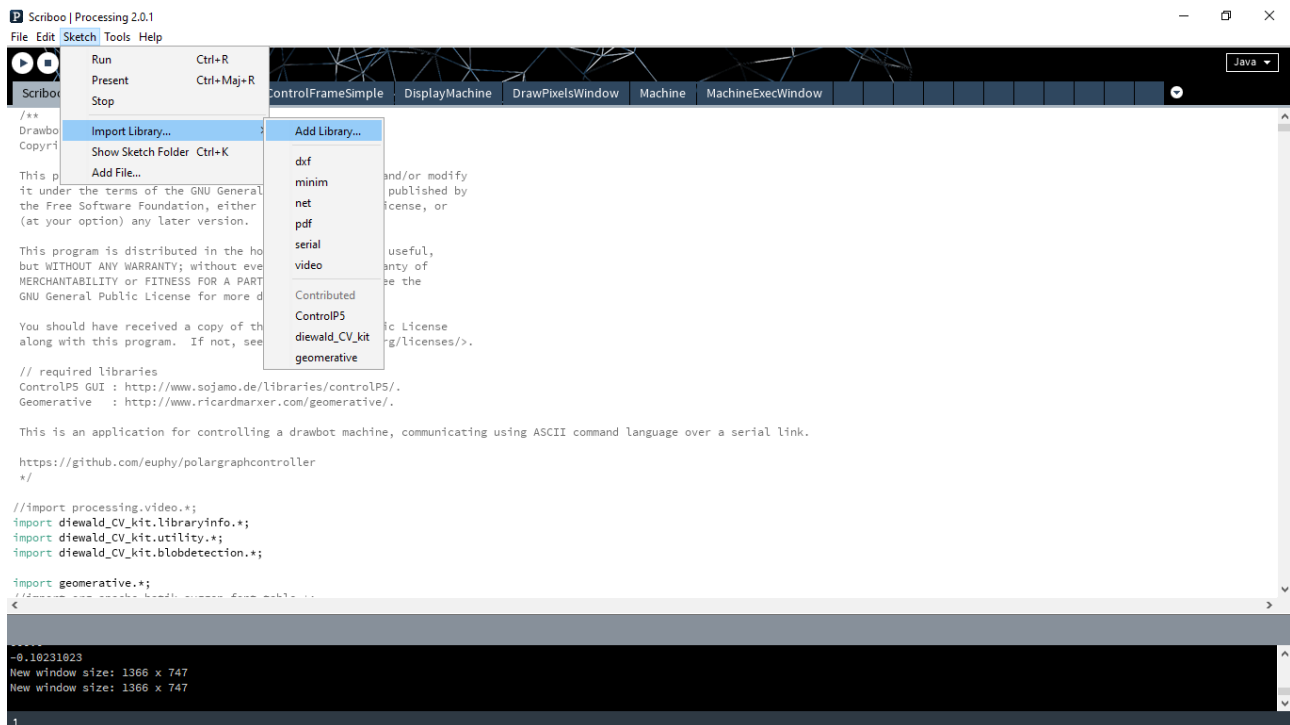 Scriboo | Processing 2.0.1
File Edit Sketch Tools Help
Run Ctrl+R
Present Ctrl+Maj+R
Stop
Import Library...
Show Sketch Folder Ctrl+K
Add File...
Add Library...
dxf
minim
net
pdf
serial
video
Contributed
ControlP5
diewald_CV_kit
geomerative
Java
Scriboo ControlFrameSimple DisplayMachine DrawPixelsWindow Machine MachineExecWindow
/**
Drawbo
Copyri
This p and/or modify
it under the terms of the GNU General published by
the Free Software Foundation, either icense, or
(at your option) any later version.
This program is distributed in the ho useful,
but WITHOUT ANY WARRANTY; without eve anty of
MERCHANTABILITY or FITNESS FOR A PART ee the
GNU General Public License for more d
You should have received a copy of th ic License
along with this program. If not, see rg/licenses/>.
// required libraries
ControlP5 GUI : http://www.sojamo.de/libraries/controlP5/.
Geomerative : http://www.ricardmarxer.com/geomerative/.
This is an application for controlling a drawbot machine, communicating using ASCII command language over a serial link.
https://github.com/euphy/polargraphcontroller
*/
//import processing.video.*;
import diewald_CV_kit.libraryinfo.*;
import diewald_CV_kit.utility.*;
import diewald_CV_kit.blobdetection.*;
import geomerative.*;
-0.10231023
New window size: 1366 x 747
New window size: 1366 x 747
1